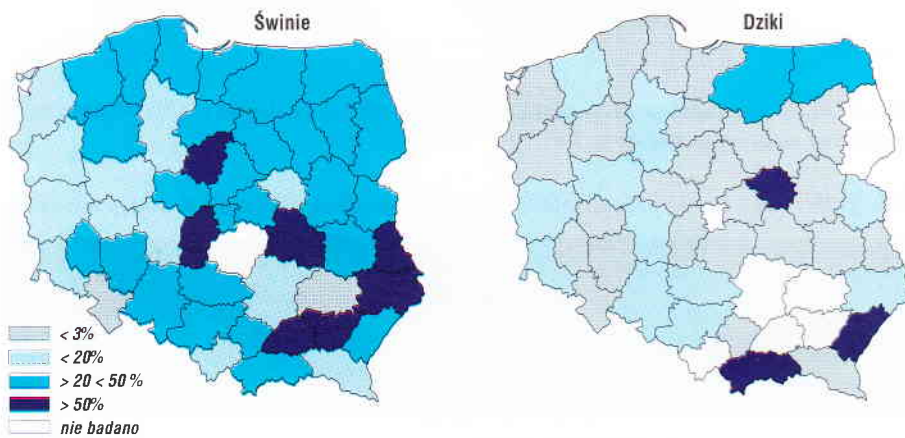 Świnie
Dziki
< 3%
< 20%
> 20 < 50 %
> 50%
nie badano